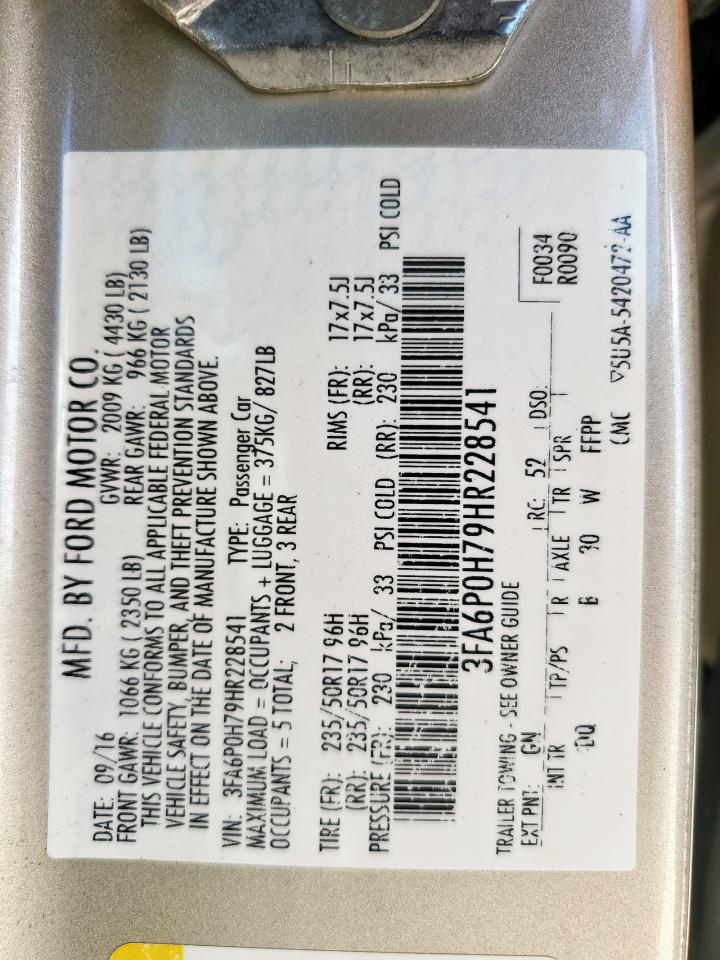 MFD. BY FORD MOTOR CO.
DATE: 09/16 GVWR: 2009 KG ( 4430 LB)
FRONT GAWR: 1066 KG ( 2350 LB) REAR GAWR: 966 KG ( 2130 LB)
THIS VEHICLE CONFORMS TO ALL APPLICABLE FEDERAL MOTOR
VEHICLE SAFETY, BUMPER, AND THEFT PREVENTION STANDARDS
IN EFFECT ON THE DATE OF MANUFACTURE SHOWN ABOVE.
VIN: 3FA6P0H79HR228541 TYPE: Passenger Car
MAXIMUM LOAD = OCCUPANTS + LUGGAGE = 375KG/ 827LB
OCCUPANTS = 5 TOTAL; 2 FRONT, 3 REAR
TIRE (FR): 235/50R17 96H RIMS (FR): 17x7.5J
(RR): 235/50R17 96H (RR): 17x7.5J
PRESSURE (FR): 230 kPa/ 33 PSI COLD (RR): 230 kPa/ 33 PSI COLD
3FA6P0H79HR228541
TRAILER TOWING - SEE OWNER GUIDE
F0034
R0090
EXT PNT: GN RC: 52 DSO:
INT TR TP/PS R AXLE TR SPR
DQ B 30 W FFPP
CMC ▽5U5A-5420472-AA